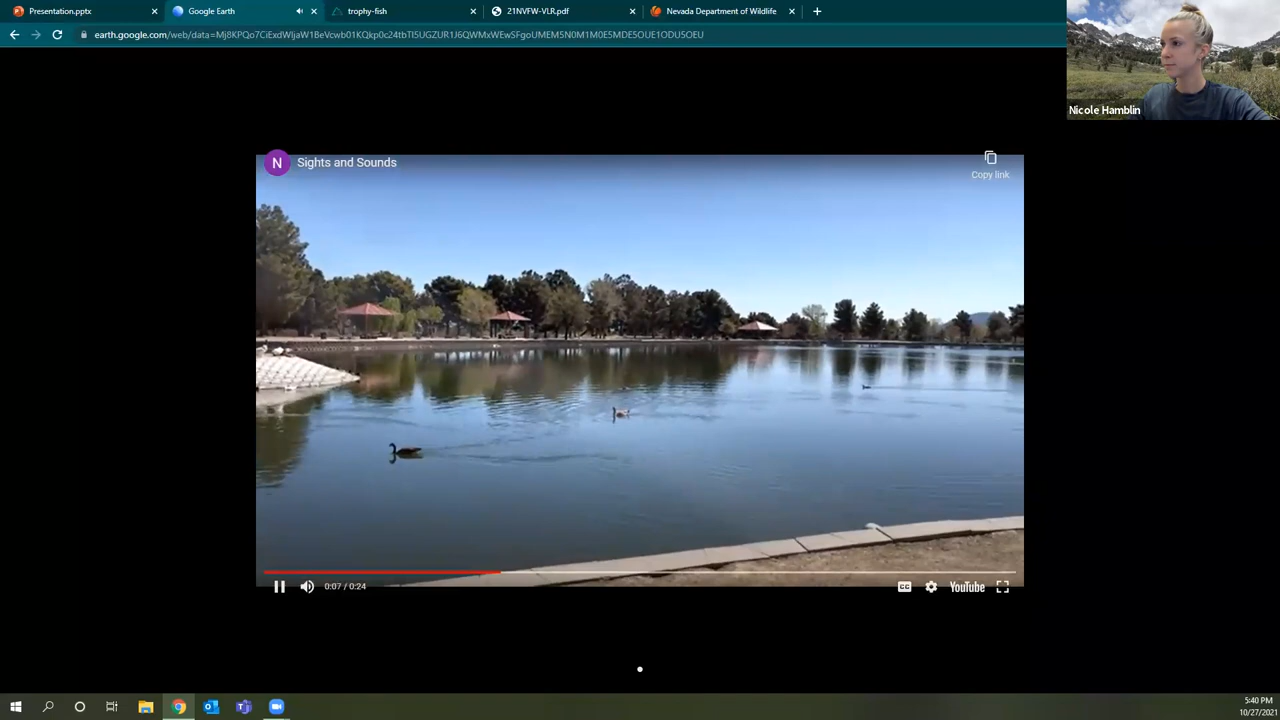 Presentation.pptx
Google Earth
trophy-fish
21NVFW-VLR.pdf
Nevada Department of Wildlife
Nicole Hamblin
N
Sights and Sounds
Copy link
0:07 / 0:24
CC
YouTube
5:40 PM
10/27/2021